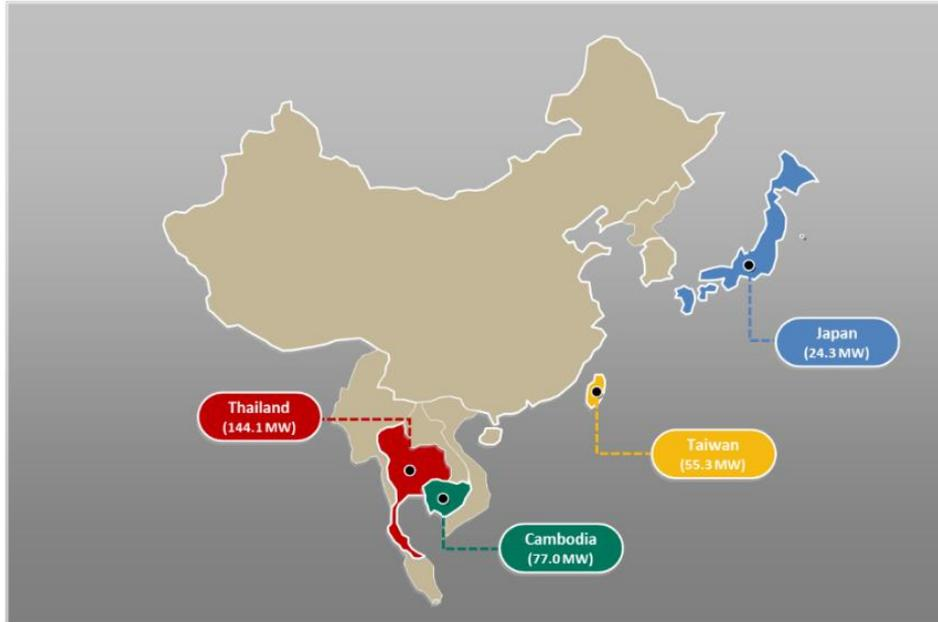 Japan
(24.3 MW)
Thailand
(144.1 MW)
Taiwan
(55.3 MW)
Cambodia
(77.0 MW)